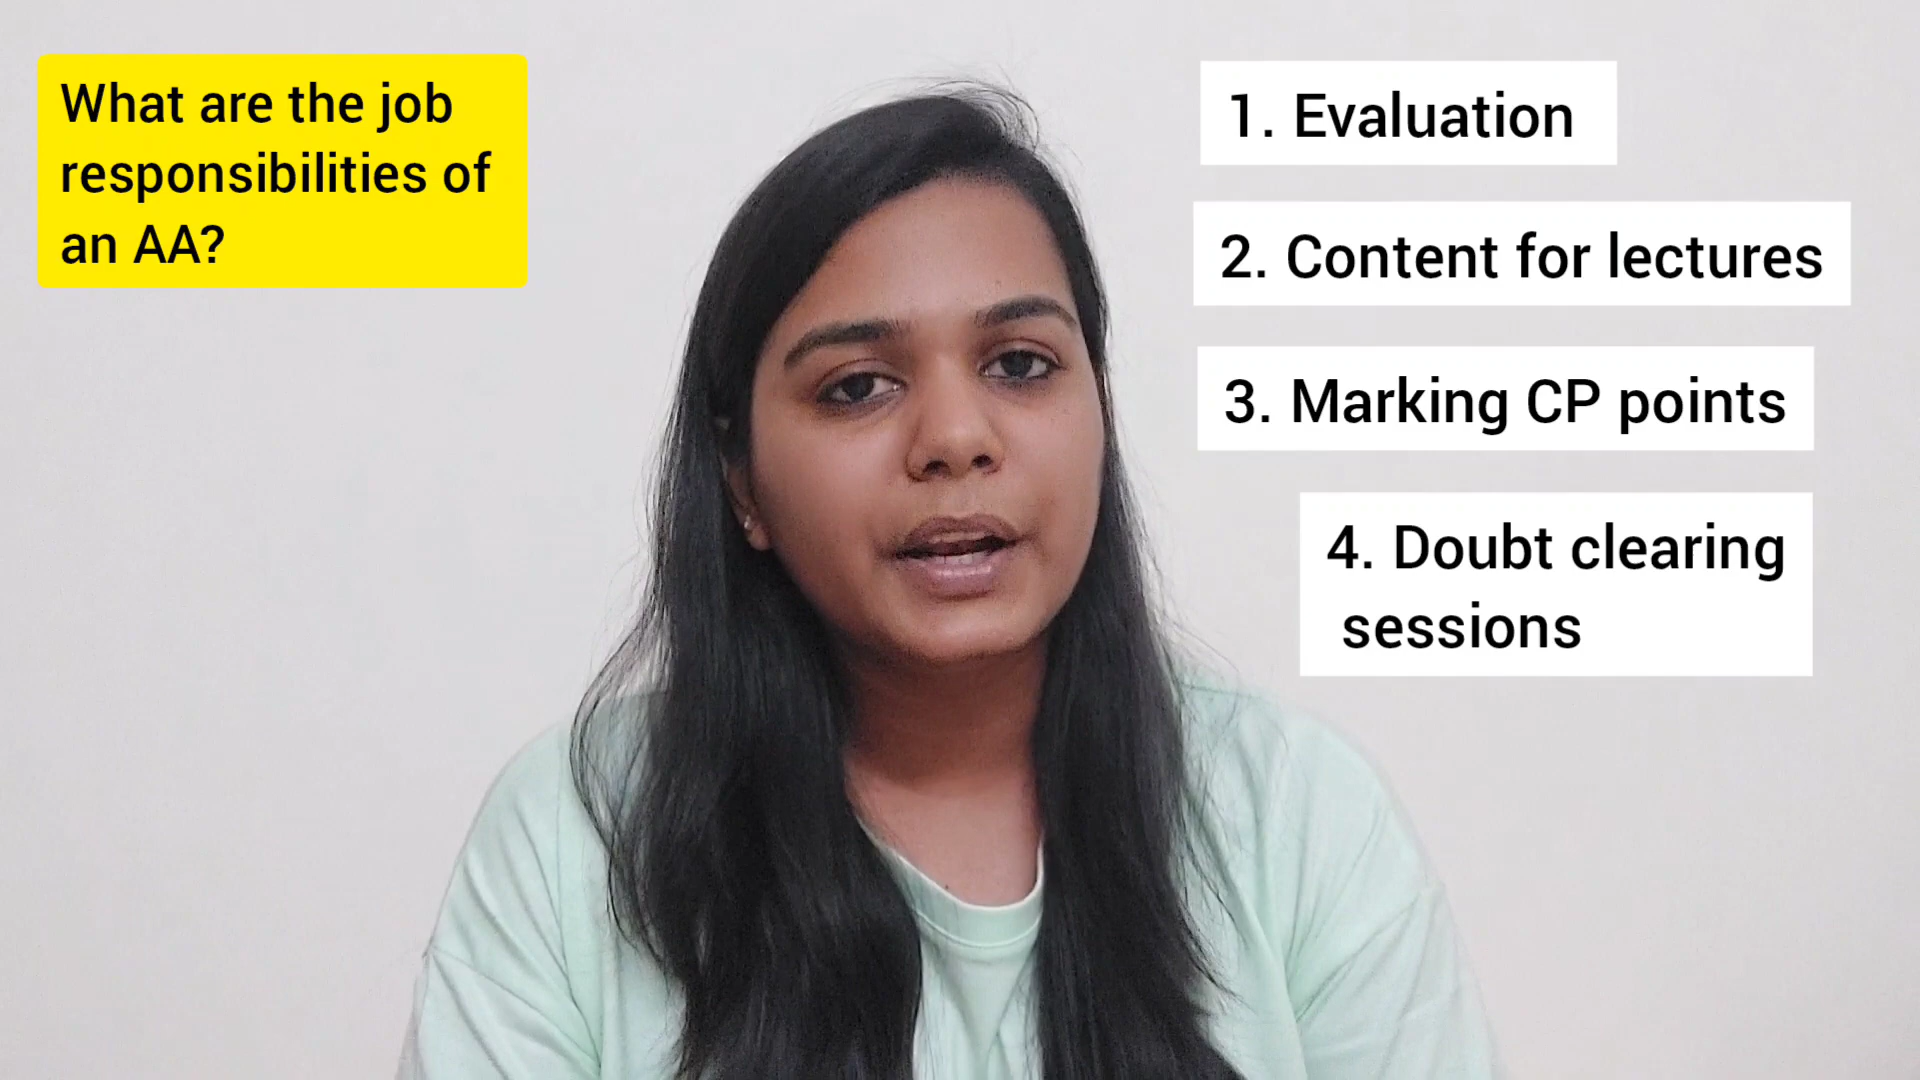 What are the job
responsibilities of
an AA?
1. Evaluation
2. Content for lectures
3. Marking CP points
4. Doubt clearing
sessions